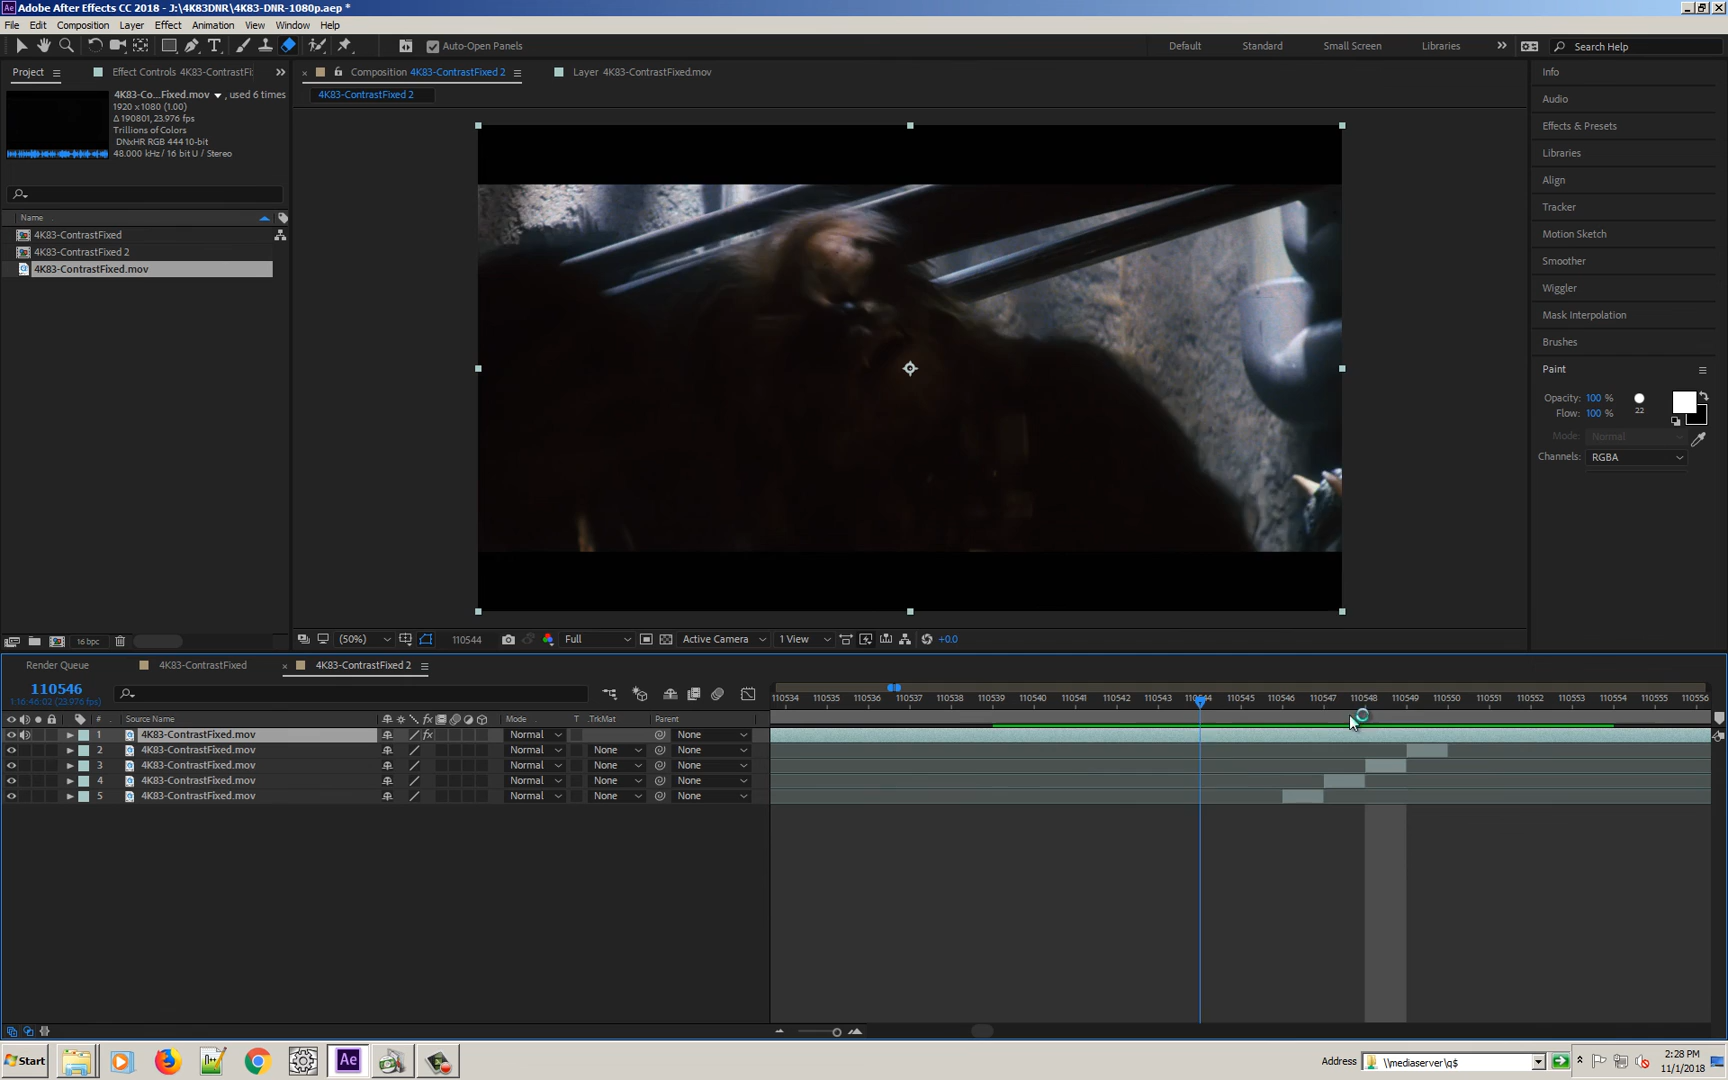 Adobe After Effects CC 2018 - J:\4K83DNR\4K83-DNR-1080p.aep *
File Edit Composition Layer Effect Animation View Window Help
Auto-Open Panels
Default Standard Small Screen Libraries Search Help
Project Effect Controls 4K83-ContrastFi: Composition 4K83-ContrastFixed 2 Layer 4K83-ContrastFixed.mov Info
4K83-Co...Fixed.mov , used 6 times 4K83-ContrastFixed 2
1920 x 1080 (1.00) Audio
Δ 190801, 23.976 fps
Trillions of Colors Effects & Presets
DNxHR RGB 444 10-bit
48.000 kHz / 16 bit U / Stereo Libraries
Align
Name Tracker
4K83-ContrastFixed Motion Sketch
4K83-ContrastFixed 2
4K83-ContrastFixed.mov Smoother
Wiggler
Mask Interpolation
Brushes
Paint
Opacity: 100 %
Flow: 100 % 22
Mode: Normal
Channels: RGBA
16 bpc (50%) 110544 Full Active Camera 1 View +0.0
Render Queue 4K83-ContrastFixed 4K83-ContrastFixed 2
110546
1:16:46:02 (23.976 fps)
110534 110535 110536 110537 110538 110539 110540 110541 110542 110543 110544 110545 110546 110547 110548 110549 110550 110551 110552 110553 110554 110555 110556
# Source Name Mode T .TrkMat Parent
1 4K83-ContrastFixed.mov Normal None
2 4K83-ContrastFixed.mov Normal None None
3 4K83-ContrastFixed.mov Normal None None
4 4K83-ContrastFixed.mov Normal None None
5 4K83-ContrastFixed.mov Normal None None
Start Ae Address \\mediaserver\g$ 2:28 PM
11/1/2018